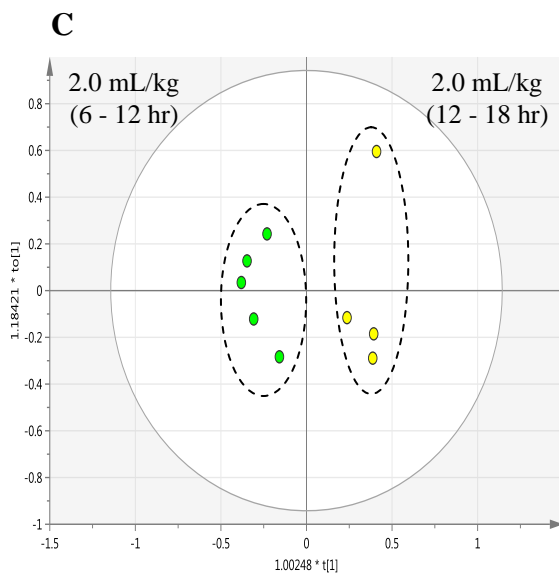 C
2.0 mL/kg
(6 - 12 hr)
2.0 mL/kg
(12 - 18 hr)
1.18421 * to[1]
0.8
0.6
0.4
0.2
0
-0.2
-0.4
-0.6
-0.8
-1
-1.5
-1
-0.5
0
0.5
1
1.00248 * t[1]